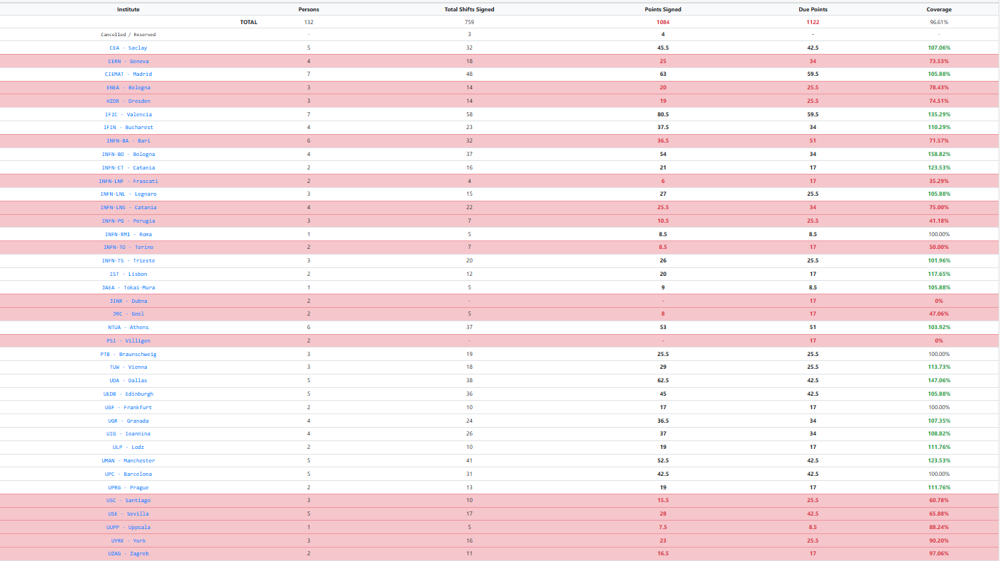 Institute Persons Total Shifts Signed Points Signed Due Points Coverage
TOTAL 132 759 1084 1122 96.61%
Cancelled / Reserved - 3 4 - -
CEA - Saclay 5 32 45.5 42.5 107.06%
CERN - Geneva 4 18 25 34 73.53%
CIEMAT - Madrid 7 48 63 59.5 105.88%
ENEA - Bologna 3 14 20 25.5 78.43%
HZDR - Dresden 3 14 19 25.5 74.51%
IFIC - Valencia 7 58 80.5 59.5 135.29%
IFIN - Bucharest 4 23 37.5 34 110.29%
INFN-BA - Bari 6 32 36.5 51 71.57%
INFN-BO - Bologna 4 37 54 34 158.82%
INFN-CT - Catania 2 16 21 17 123.53%
INFN-LNF - Frascati 2 4 6 17 35.29%
INFN-LNL - Legnaro 3 15 27 25.5 105.88%
INFN-LNS - Catania 4 22 25.5 34 75.00%
INFN-PG - Perugia 3 7 10.5 25.5 41.18%
INFN-RM1 - Roma 1 5 8.5 8.5 100.00%
INFN-TO - Torino 2 7 8.5 17 50.00%
INFN-TS - Trieste 3 20 26 25.5 101.96%
IST - Lisbon 2 12 20 17 117.65%
JAEA - Tokai-Mura 1 5 9 8.5 105.88%
JINR - Dubna 2 - - 17 0%
JRC - Geel 2 5 8 17 47.06%
NTUA - Athens 6 37 53 51 103.92%
PSI - Villigen 2 - - 17 0%
PTB - Braunschweig 3 19 25.5 25.5 100.00%
TUW - Vienna 3 18 29 25.5 113.73%
UDA - Dallas 5 38 62.5 42.5 147.06%
UEDB - Edinburgh 5 36 45 42.5 105.88%
UGF - Frankfurt 2 10 17 17 100.00%
UGR - Granada 4 24 36.5 34 107.35%
UIG - Ioannina 4 26 37 34 108.82%
ULP - Lodz 2 10 19 17 111.76%
UMAN - Manchester 5 41 52.5 42.5 123.53%
UPC - Barcelona 5 31 42.5 42.5 100.00%
UPRG - Prague 2 13 19 17 111.76%
USC - Santiago 3 10 15.5 25.5 60.78%
USE - Sevilla 5 17 28 42.5 65.88%
UUPP - Uppsala 1 5 7.5 8.5 88.24%
UYRK - York 3 16 23 25.5 90.20%
UZAG - Zagreb 2 11 16.5 17 97.06%